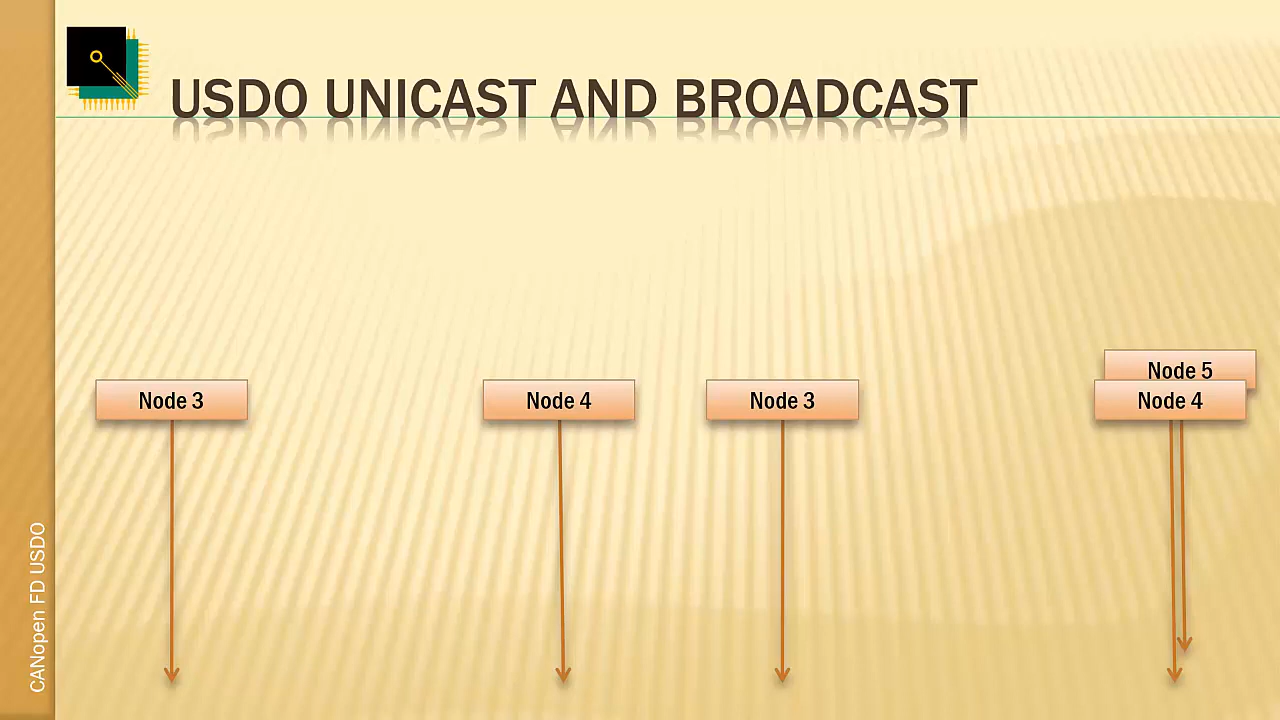 USDO UNICAST AND BROADCAST
Node 5
Node 3
Node 4
Node 3
Node 4
CANopen FD USDO